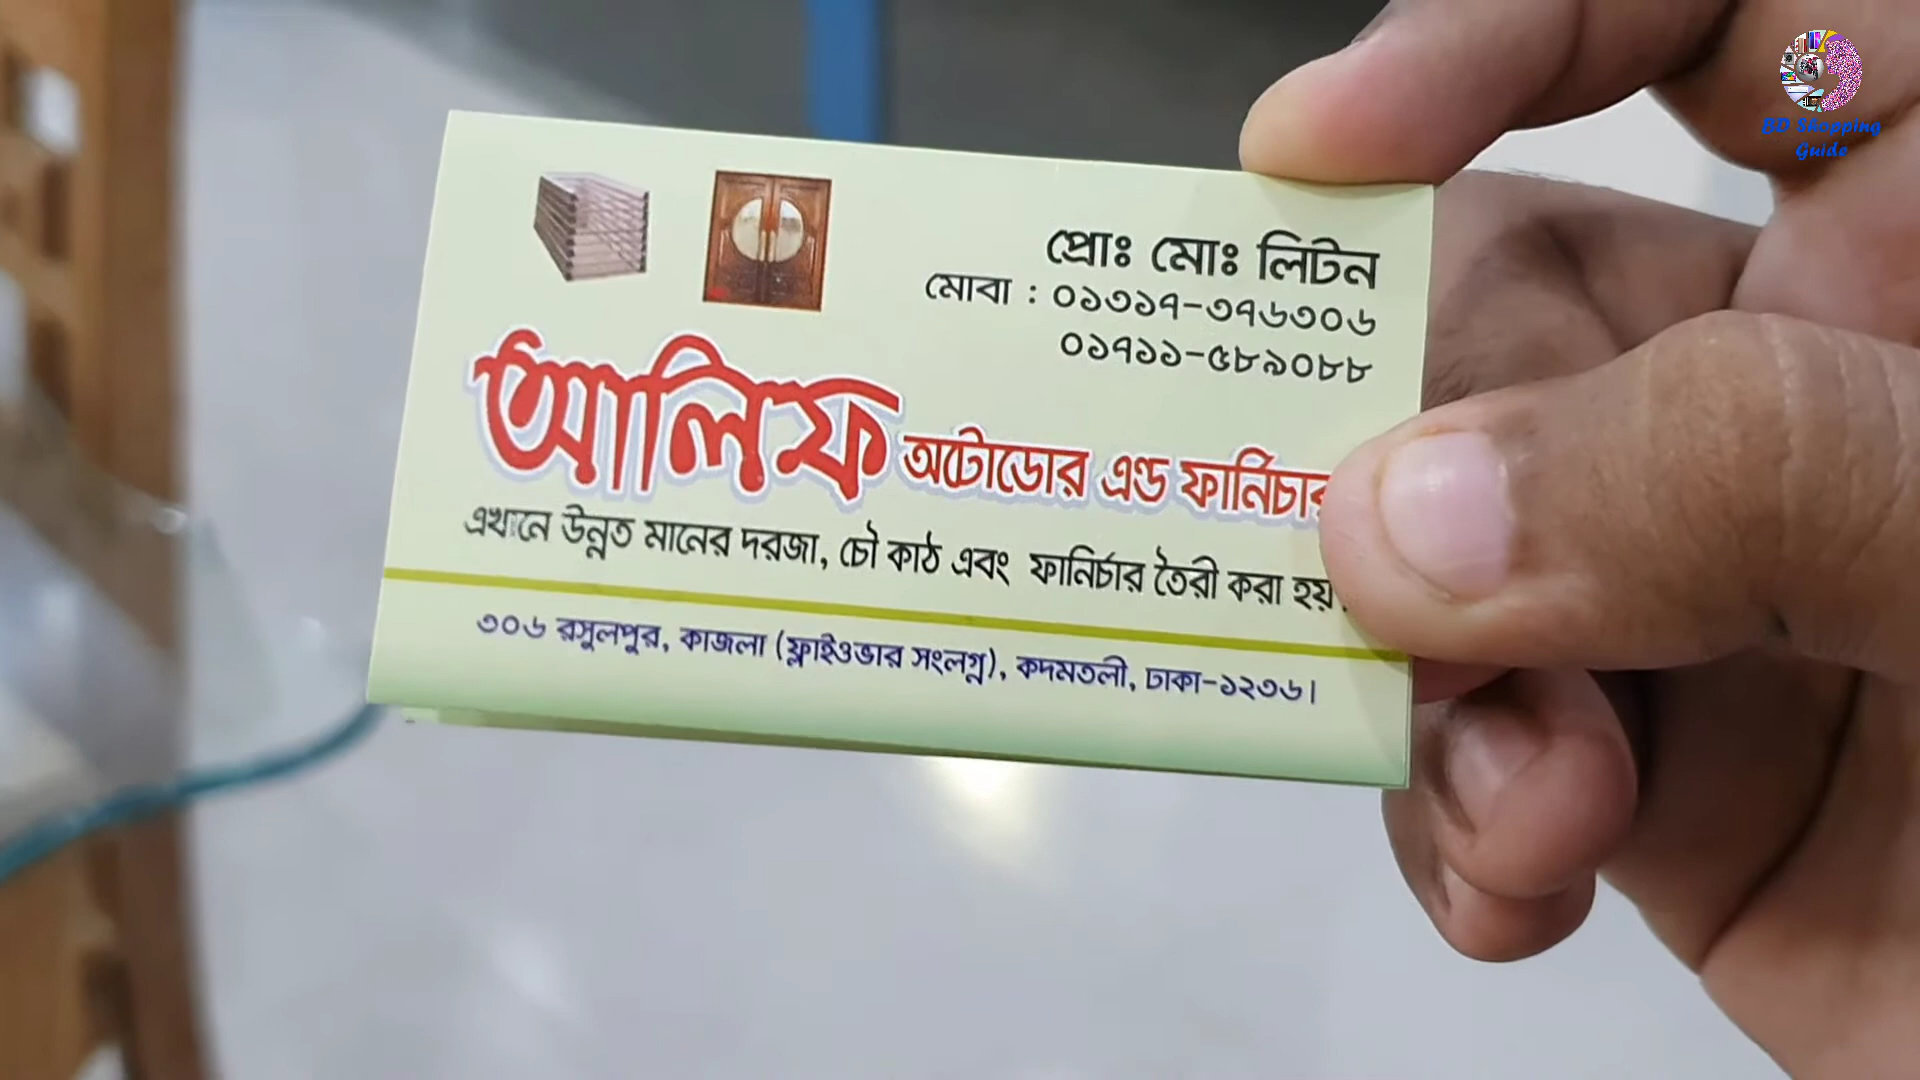 প্রোঃ মোঃ লিটন
মোবা : ০১৩১৭-৩৭৬৩০৬
০১৭১১-৫৮৯০৮৮
আলিফ অটোডোর এন্ড ফার্নিচার
এখানে উন্নত মানের দরজা, চৌ কাঠ এবং ফার্নিচার তৈরী করা হয়।
৩০৬ রসুলপুর, কাজলা (ফ্লাইওভার সংলগ্ন), কদমতলী, ঢাকা-১২৩৬।
BD Shopping
Guide